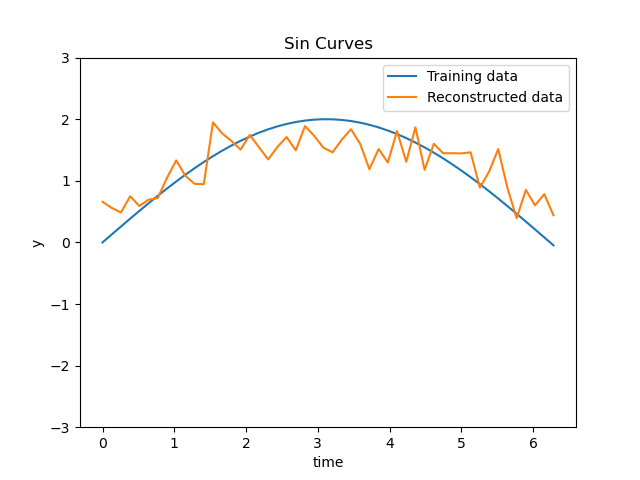 Sin Curves
Training data
Reconstructed data
3
2
1
0
−1
−2
−3
y
0 1 2 3 4 5 6
time